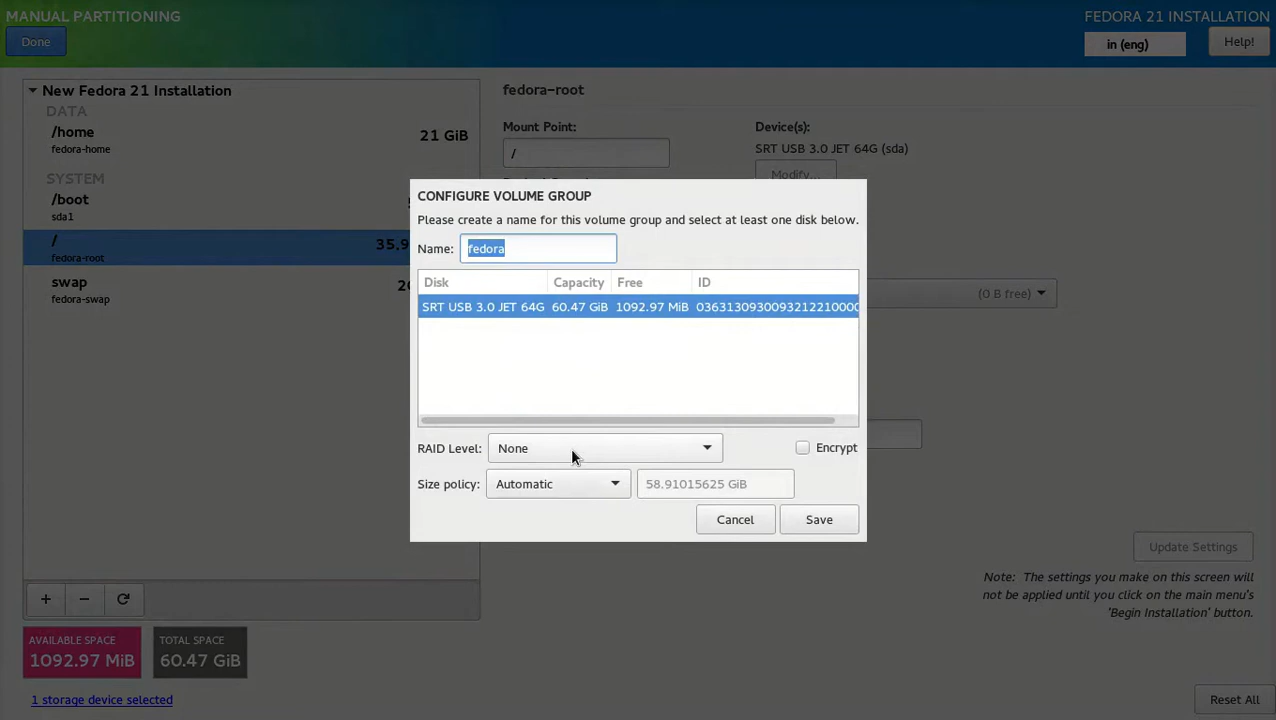 MANUAL PARTITIONING
FEDORA 21 INSTALLATION
Done
in (eng)
Help!
New Fedora 21 Installation
DATA
/home
21 GiB
fedora-home
SYSTEM
/boot
sda1
/
35.9
fedora-root
swap
fedora-swap
fedora-root
Mount Point:
Device(s):
/
SRT USB 3.0 JET 64G (sda)
Modify...
CONFIGURE VOLUME GROUP
Please create a name for this volume group and select at least one disk below.
Name: fedora
Disk Capacity Free ID
SRT USB 3.0 JET 64G 60.47 GiB 1092.97 MiB 0363130930093212210000
(0 B free)
RAID Level: None Encrypt
Size policy: Automatic 58.91015625 GiB
Cancel Save
Update Settings
Note: The settings you make on this screen will
not be applied until you click on the main menu's
'Begin Installation' button.
+ −
AVAILABLE SPACE
1092.97 MiB
TOTAL SPACE
60.47 GiB
1 storage device selected
Reset All